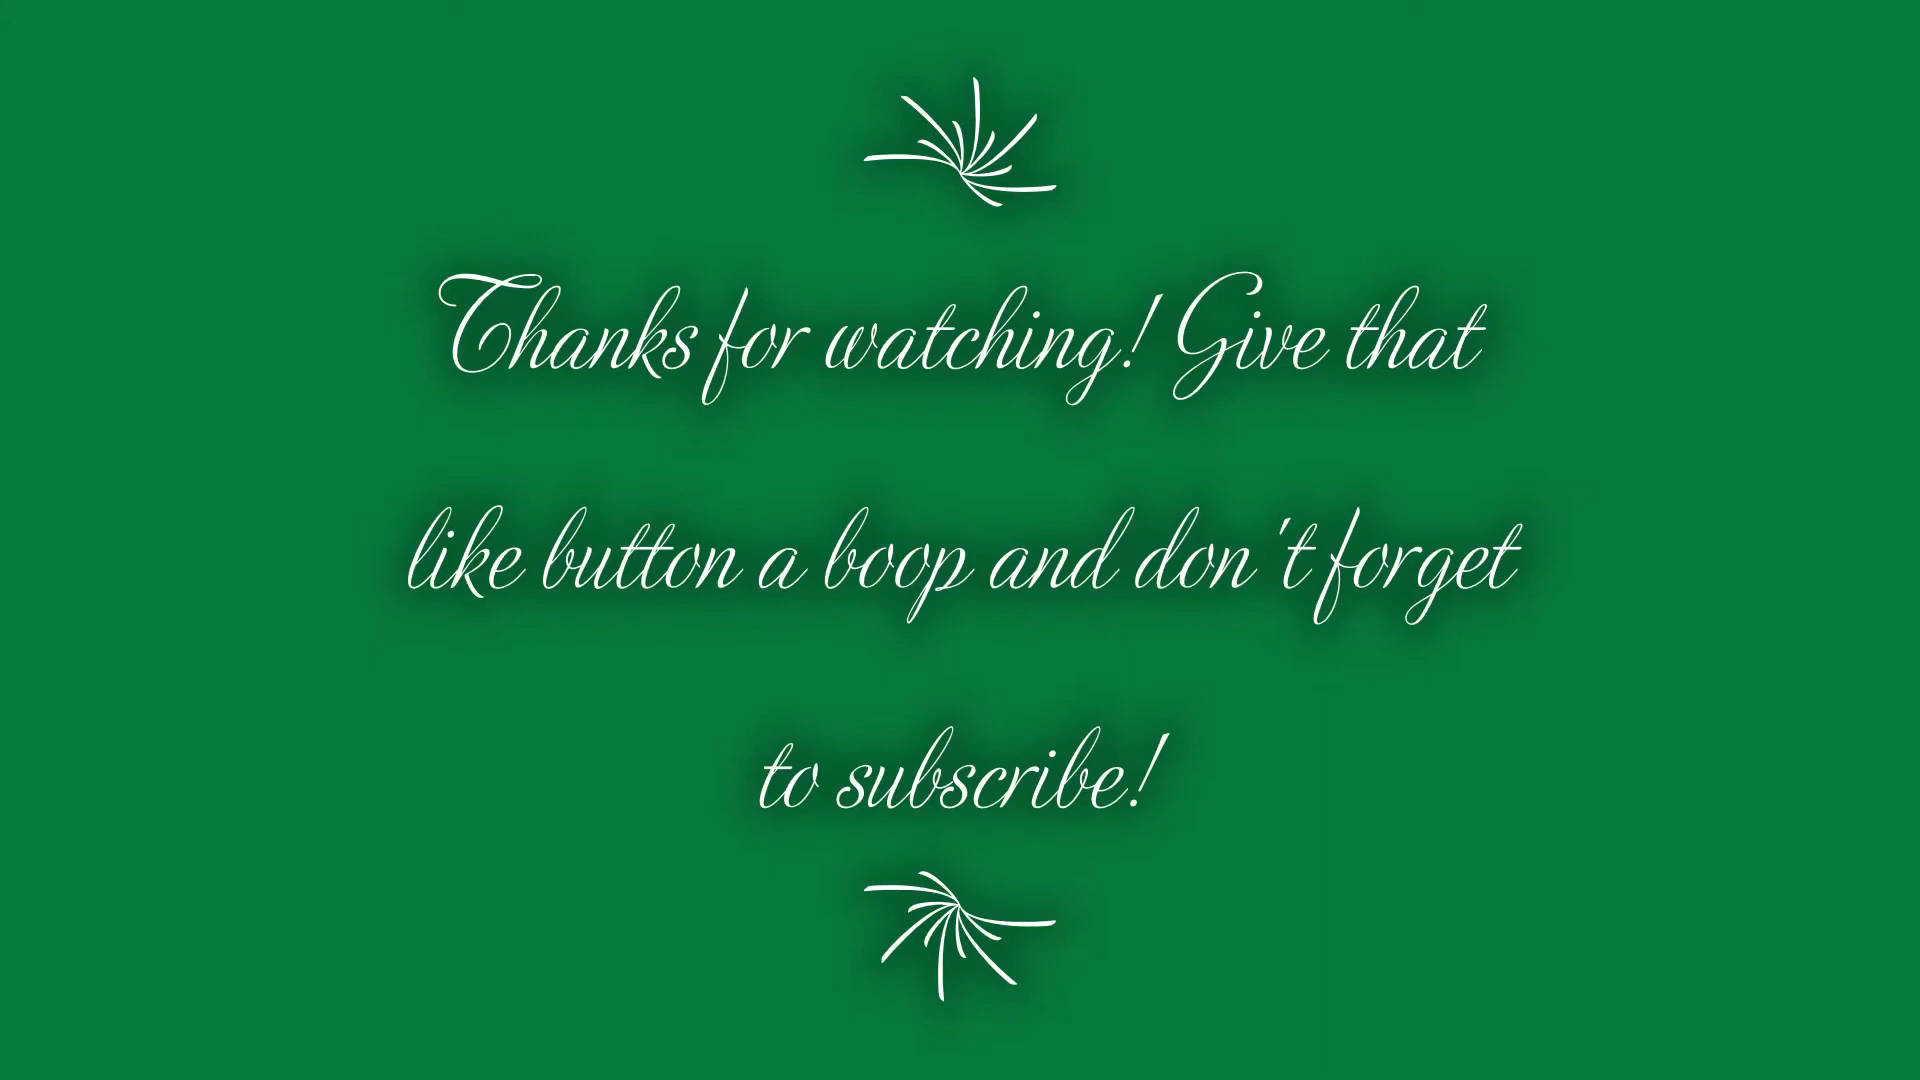 Thanks for watching! Give that
like button a boop and don't forget
to subscribe!